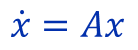 ẋ = Ax